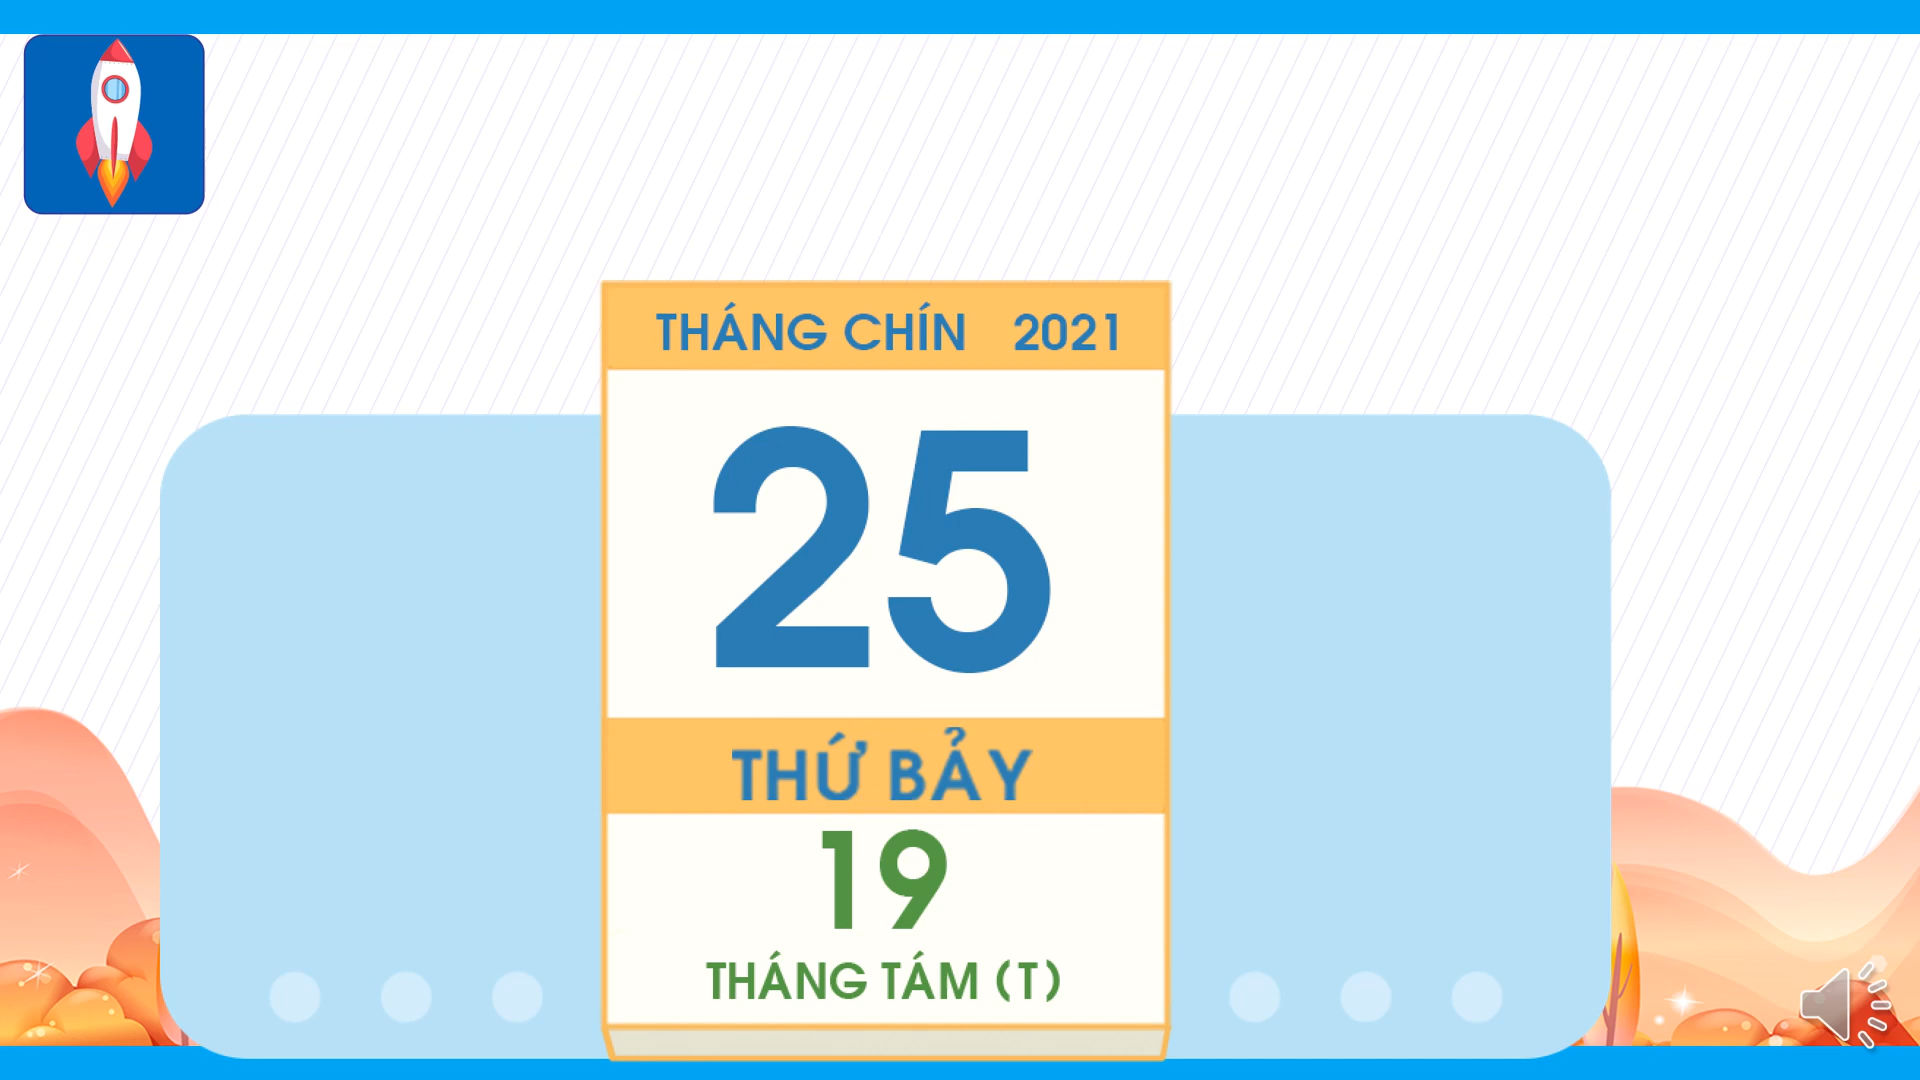 THÁNG CHÍN 2021
25
THỨ BẢY
19
THÁNG TÁM (T)